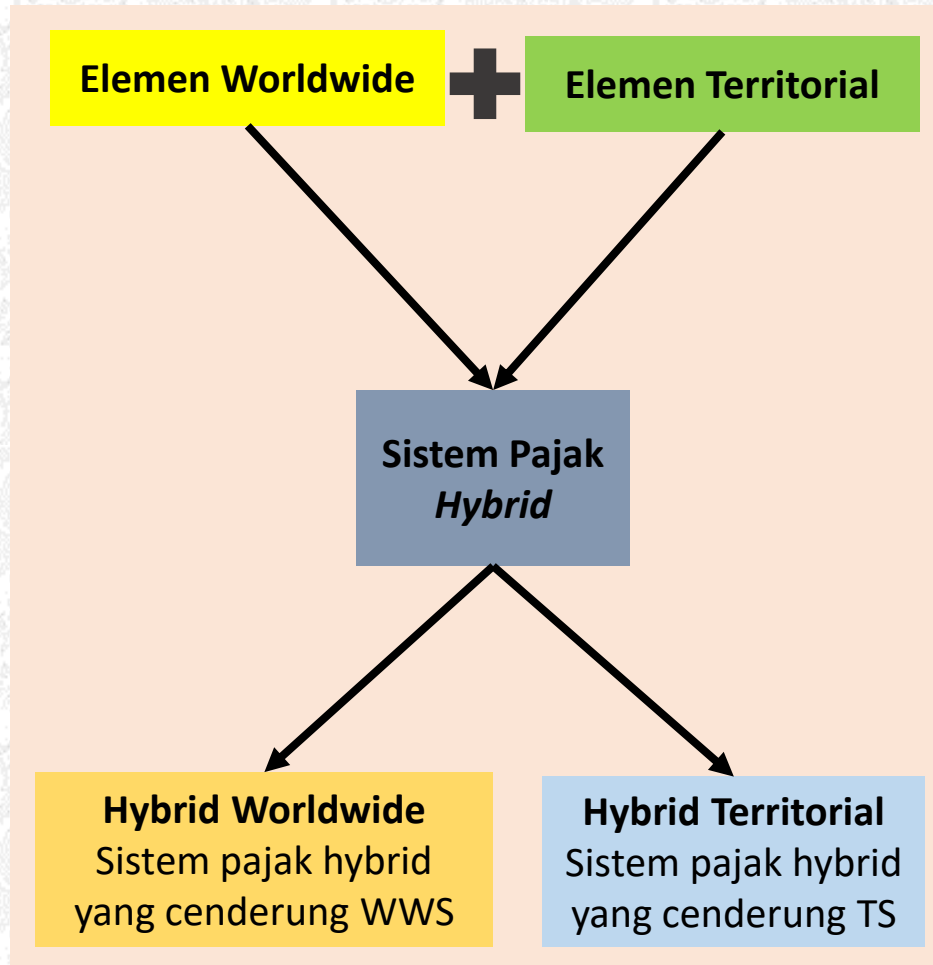 Elemen Worldwide
Elemen Territorial
Sistem Pajak
Hybrid
Hybrid Worldwide
Sistem pajak hybrid
yang cenderung WWS
Hybrid Territorial
Sistem pajak hybrid
yang cenderung TS